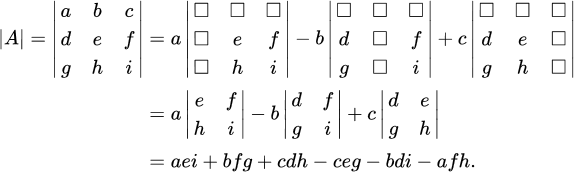 |A| = |a b c; d e f; g h i| = a |□ □ □; □ e f; □ h i| − b |□ □ □; d □ f; g □ i| + c |□ □ □; d e □; g h □|
= a |e f; h i| − b |d f; g i| + c |d e; g h|
= aei + bfg + cdh − ceg − bdi − afh.